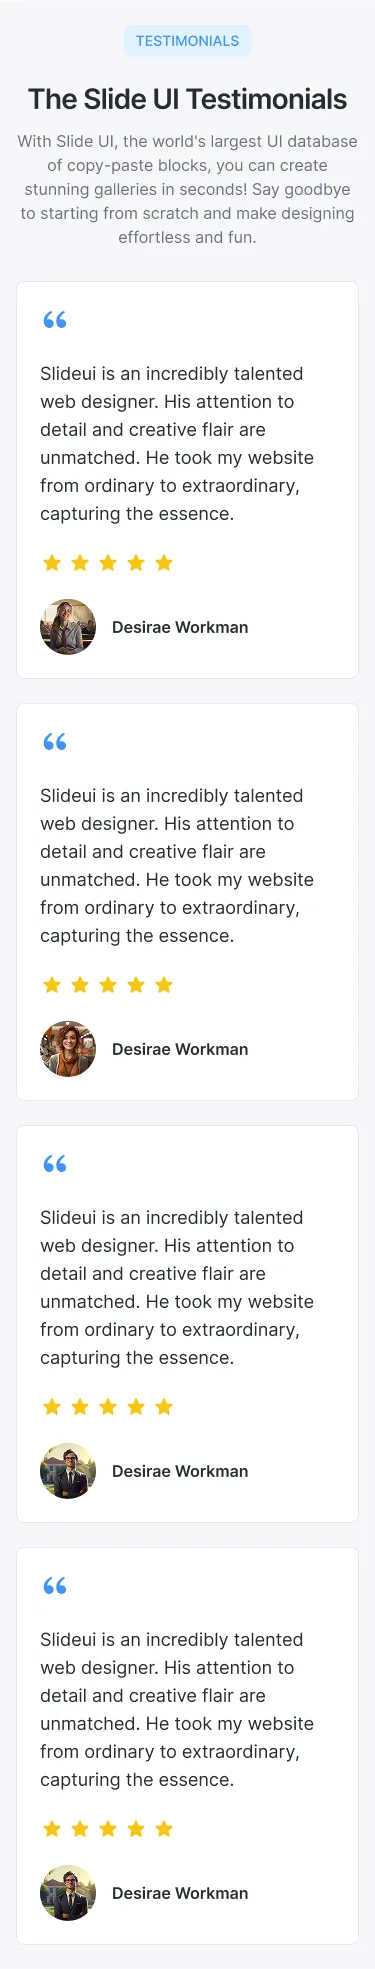 TESTIMONIALS
The Slide UI Testimonials
With Slide UI, the world's largest UI database
of copy-paste blocks, you can create
stunning galleries in seconds! Say goodbye
to starting from scratch and make designing
effortless and fun.
“
Slideui is an incredibly talented
web designer. His attention to
detail and creative flair are
unmatched. He took my website
from ordinary to extraordinary,
capturing the essence.
Desirae Workman
“
Slideui is an incredibly talented
web designer. His attention to
detail and creative flair are
unmatched. He took my website
from ordinary to extraordinary,
capturing the essence.
Desirae Workman
“
Slideui is an incredibly talented
web designer. His attention to
detail and creative flair are
unmatched. He took my website
from ordinary to extraordinary,
capturing the essence.
Desirae Workman
“
Slideui is an incredibly talented
web designer. His attention to
detail and creative flair are
unmatched. He took my website
from ordinary to extraordinary,
capturing the essence.
Desirae Workman